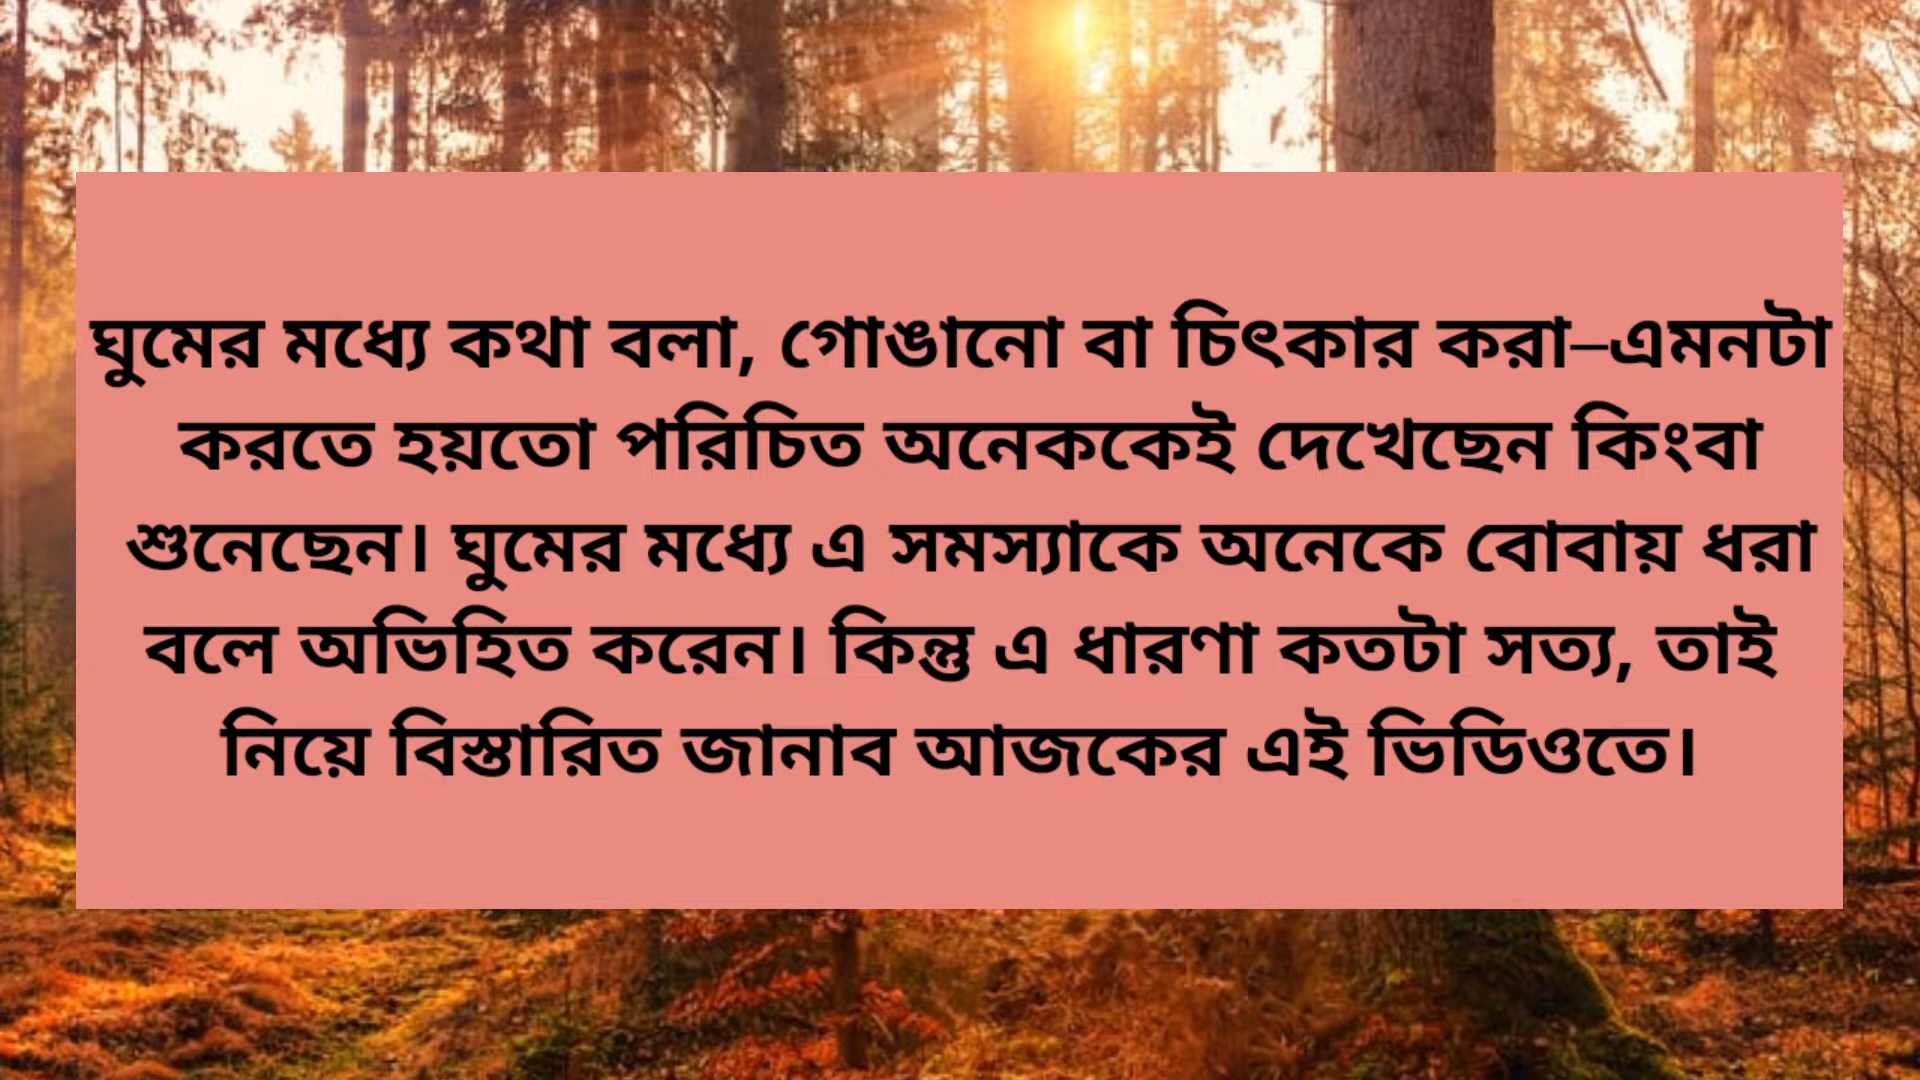 ঘুমের মধ্যে কথা বলা, গোঙানো বা চিৎকার করা–এমনটা
করতে হয়তো পরিচিত অনেককেই দেখেছেন কিংবা
শুনেছেন। ঘুমের মধ্যে এ সমস্যাকে অনেকে বোবায় ধরা
বলে অভিহিত করেন। কিন্তু এ ধারণা কতটা সত্য, তাই
নিয়ে বিস্তারিত জানাব আজকের এই ভিডিওতে।